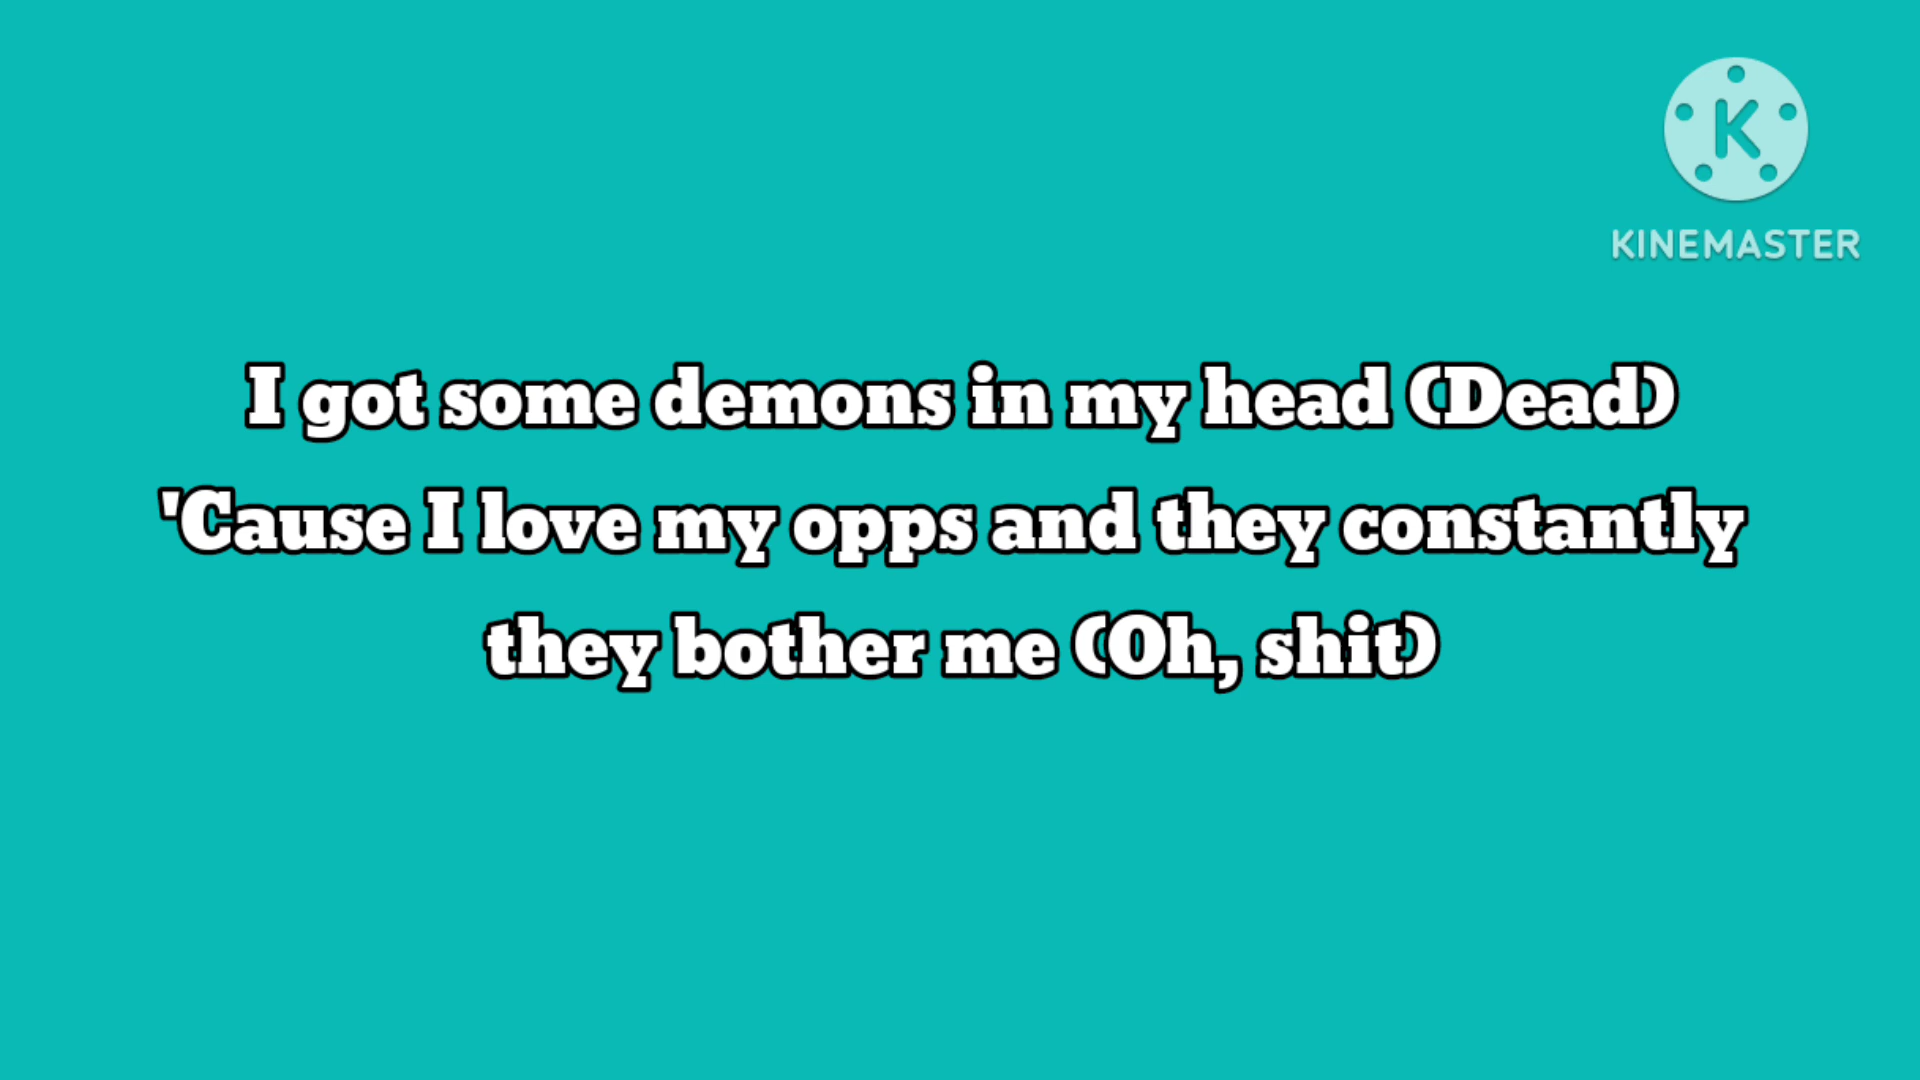 K
KINEMASTER
I got some demons in my head (Dead)
'Cause I love my opps and they constantly
they bother me (Oh, shit)